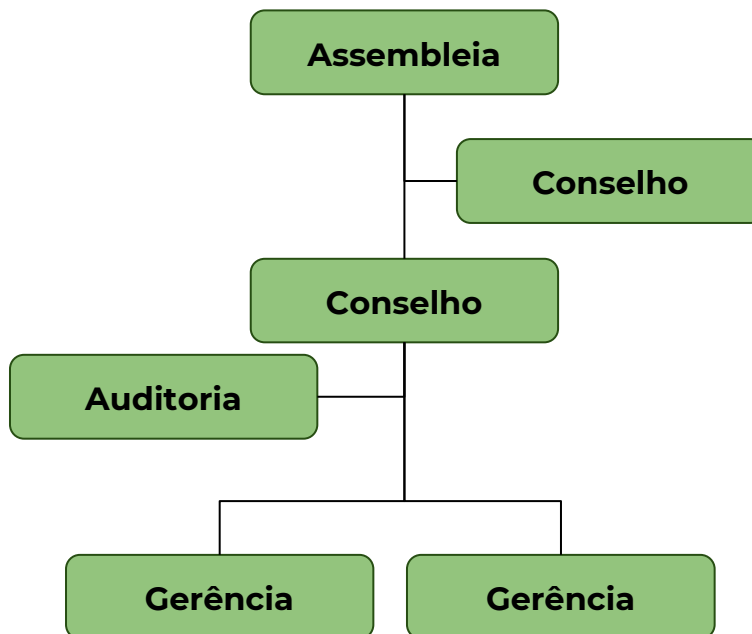 Assembleia
Conselho
Conselho
Auditoria
Gerência
Gerência